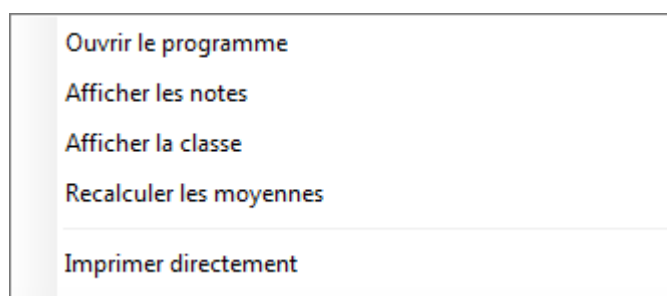 Ouvrir le programme
Afficher les notes
Afficher la classe
Recalculer les moyennes
Imprimer directement